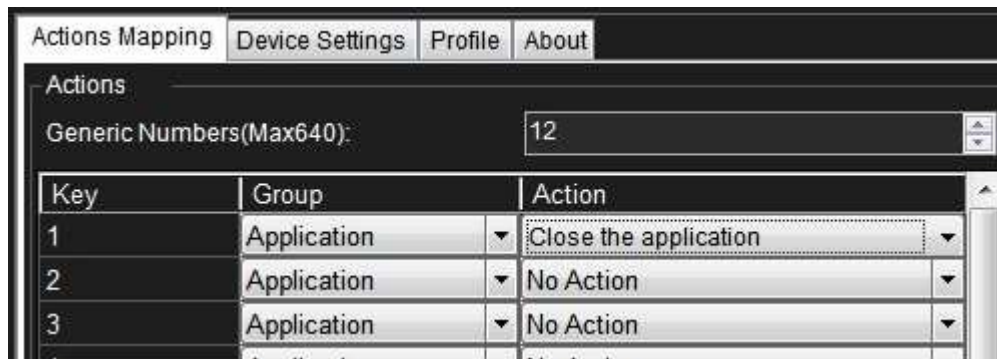 Actions Mapping Device Settings Profile About
Actions
Generic Numbers(Max640): 12
Key Group Action
1 Application Close the application
2 Application No Action
3 Application No Action